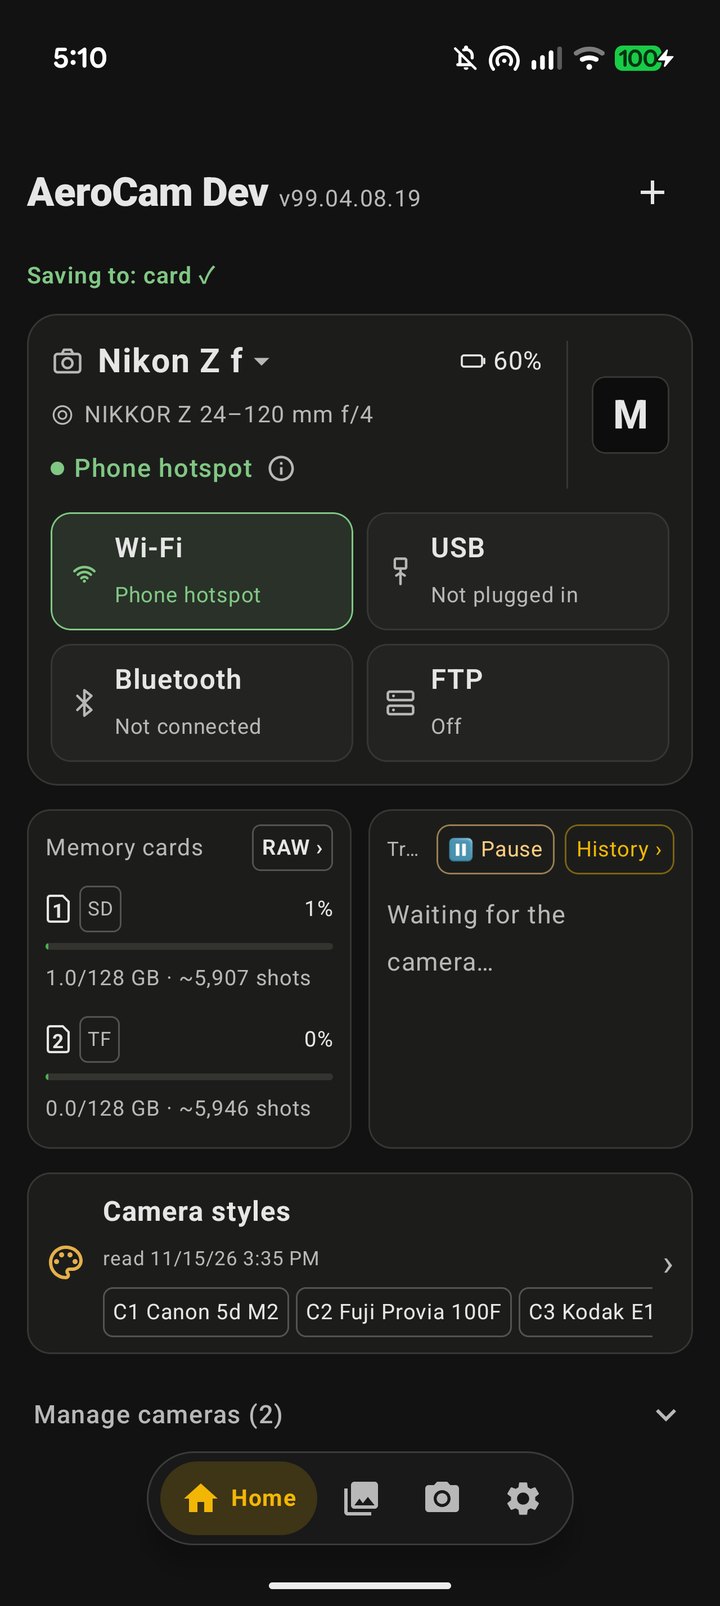 5:10
100
AeroCam Dev v99.04.08.19
Saving to: card ✓
Nikon Z f
60%
M
NIKKOR Z 24–120 mm f/4
Phone hotspot
Wi-Fi
Phone hotspot
USB
Not plugged in
Bluetooth
Not connected
FTP
Off
Memory cards
RAW ›
1 SD 1%
1.0/128 GB · ~5,907 shots
2 TF 0%
0.0/128 GB · ~5,946 shots
Tr… Pause History ›
Waiting for the
camera…
Camera styles
read 11/15/26 3:35 PM
C1 Canon 5d M2 C2 Fuji Provia 100F C3 Kodak E1
Manage cameras (2)
Home